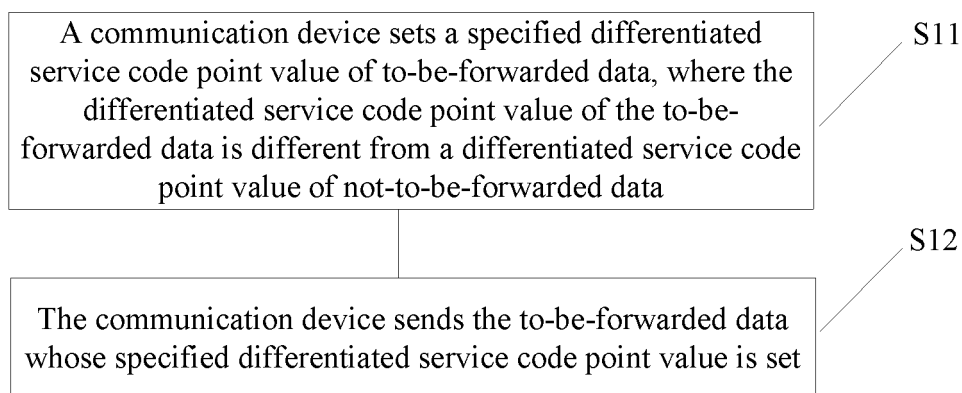 A communication device sets a specified differentiated
service code point value of to-be-forwarded data, where the
differentiated service code point value of the to-be-
forwarded data is different from a differentiated service code
point value of not-to-be-forwarded data
S11
S12
The communication device sends the to-be-forwarded data
whose specified differentiated service code point value is set